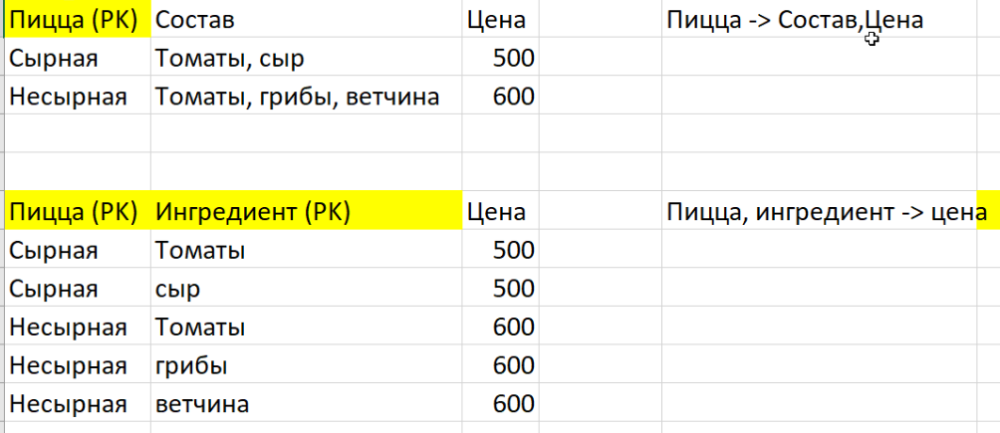 Пицца (PK) Состав Цена Пицца -> Состав,Цена
Сырная Томаты, сыр 500
Несырная Томаты, грибы, ветчина 600
Пицца (PK) Ингредиент (PK) Цена Пицца, ингредиент -> цена
Сырная Томаты 500
Сырная сыр 500
Несырная Томаты 600
Несырная грибы 600
Несырная ветчина 600